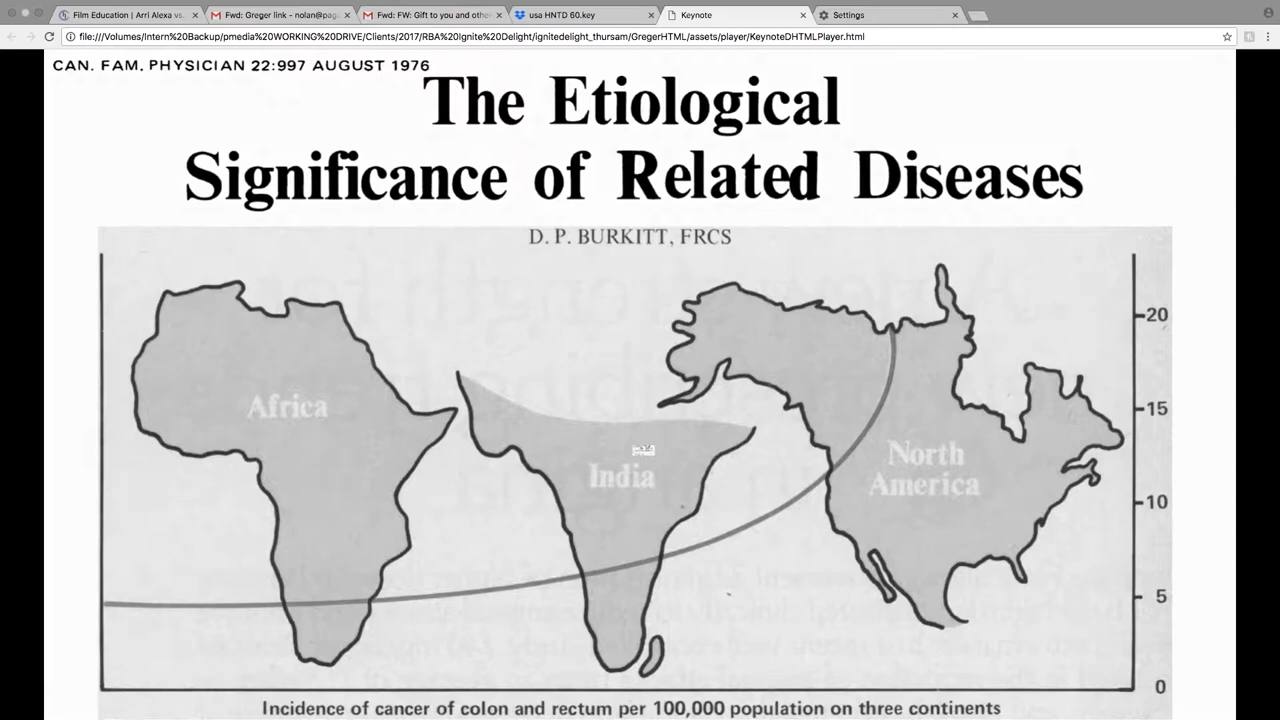 Film Education | Arri Alexa vs.
Fwd: Greger link - nolan@pag
Fwd: FW: Gift to you and othe
usa HNTD 60.key
Keynote
Settings
file:///Volumes/Intern%20Backup/pmedia%20WORKING%20DRIVE/Clients/2017/RBA%20Ignite%20Delight/ignitedelight_thursam/GregerHTML/assets/player/KeynoteDHTMLPlayer.html
CAN. FAM. PHYSICIAN 22:997 AUGUST 1976
The Etiological
Significance of Related Diseases
D. P. BURKITT, FRCS
20
15
10
5
0
Africa
India
North
America
Incidence of cancer of colon and rectum per 100,000 population on three continents